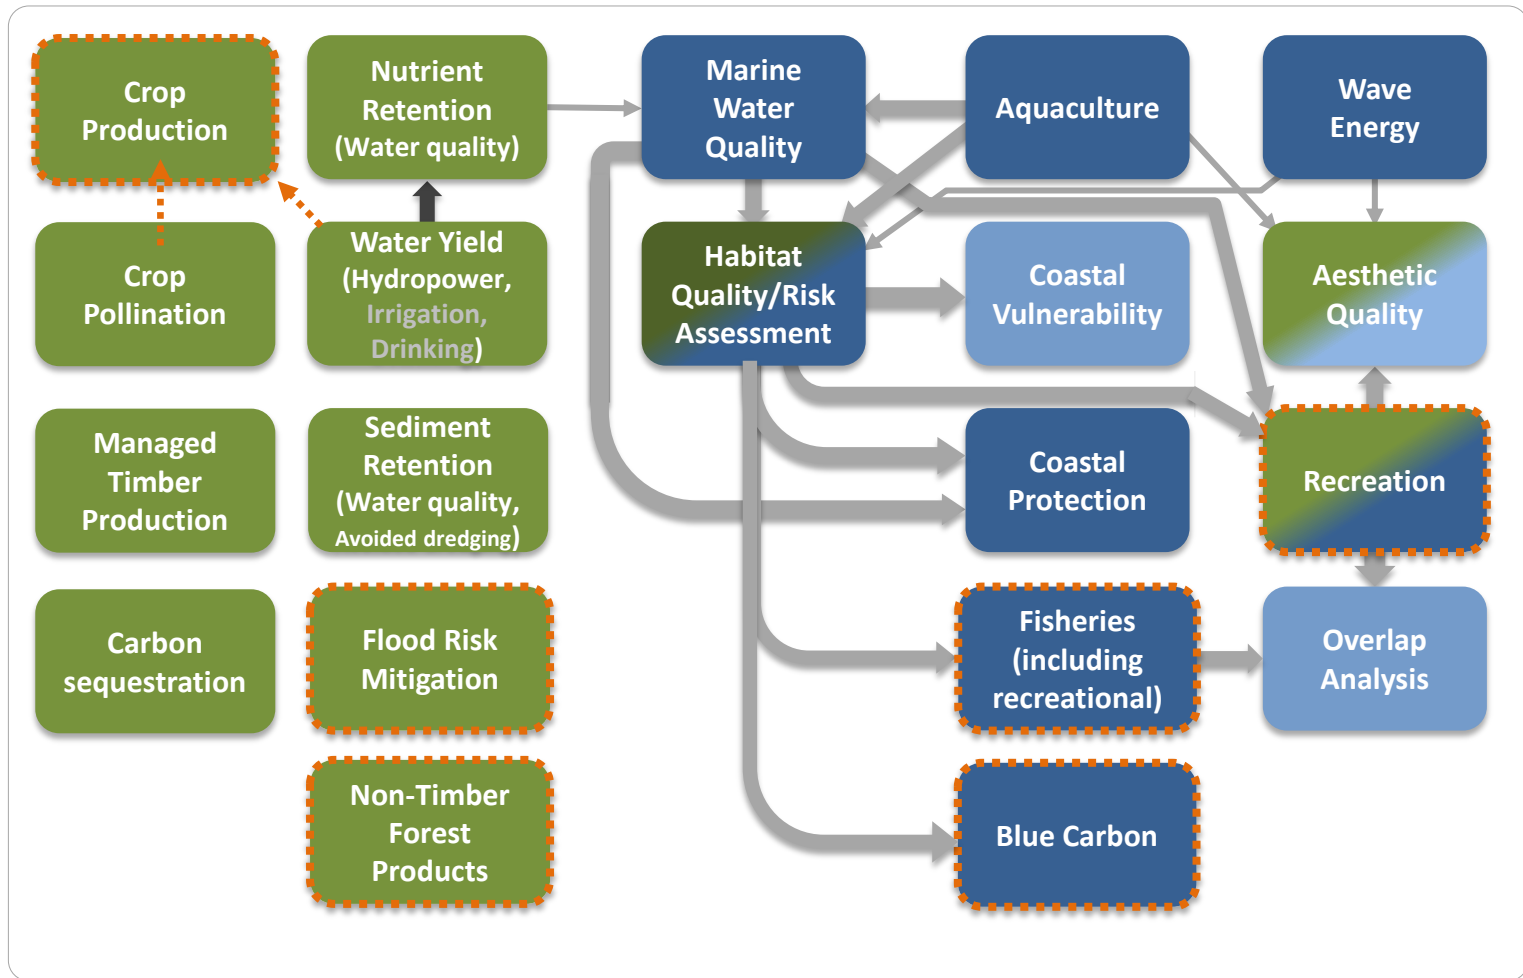 Crop
Production
Nutrient
Retention
(Water quality)
Marine
Water
Quality
Aquaculture
Wave
Energy
Crop
Pollination
Water Yield
(Hydropower,
Irrigation,
Drinking)
Habitat
Quality/Risk
Assessment
Coastal
Vulnerability
Aesthetic
Quality
Managed
Timber
Production
Sediment
Retention
(Water quality,
Avoided dredging)
Coastal
Protection
Recreation
Carbon
sequestration
Flood Risk
Mitigation
Fisheries
(including
recreational)
Overlap
Analysis
Non-Timber
Forest
Products
Blue Carbon